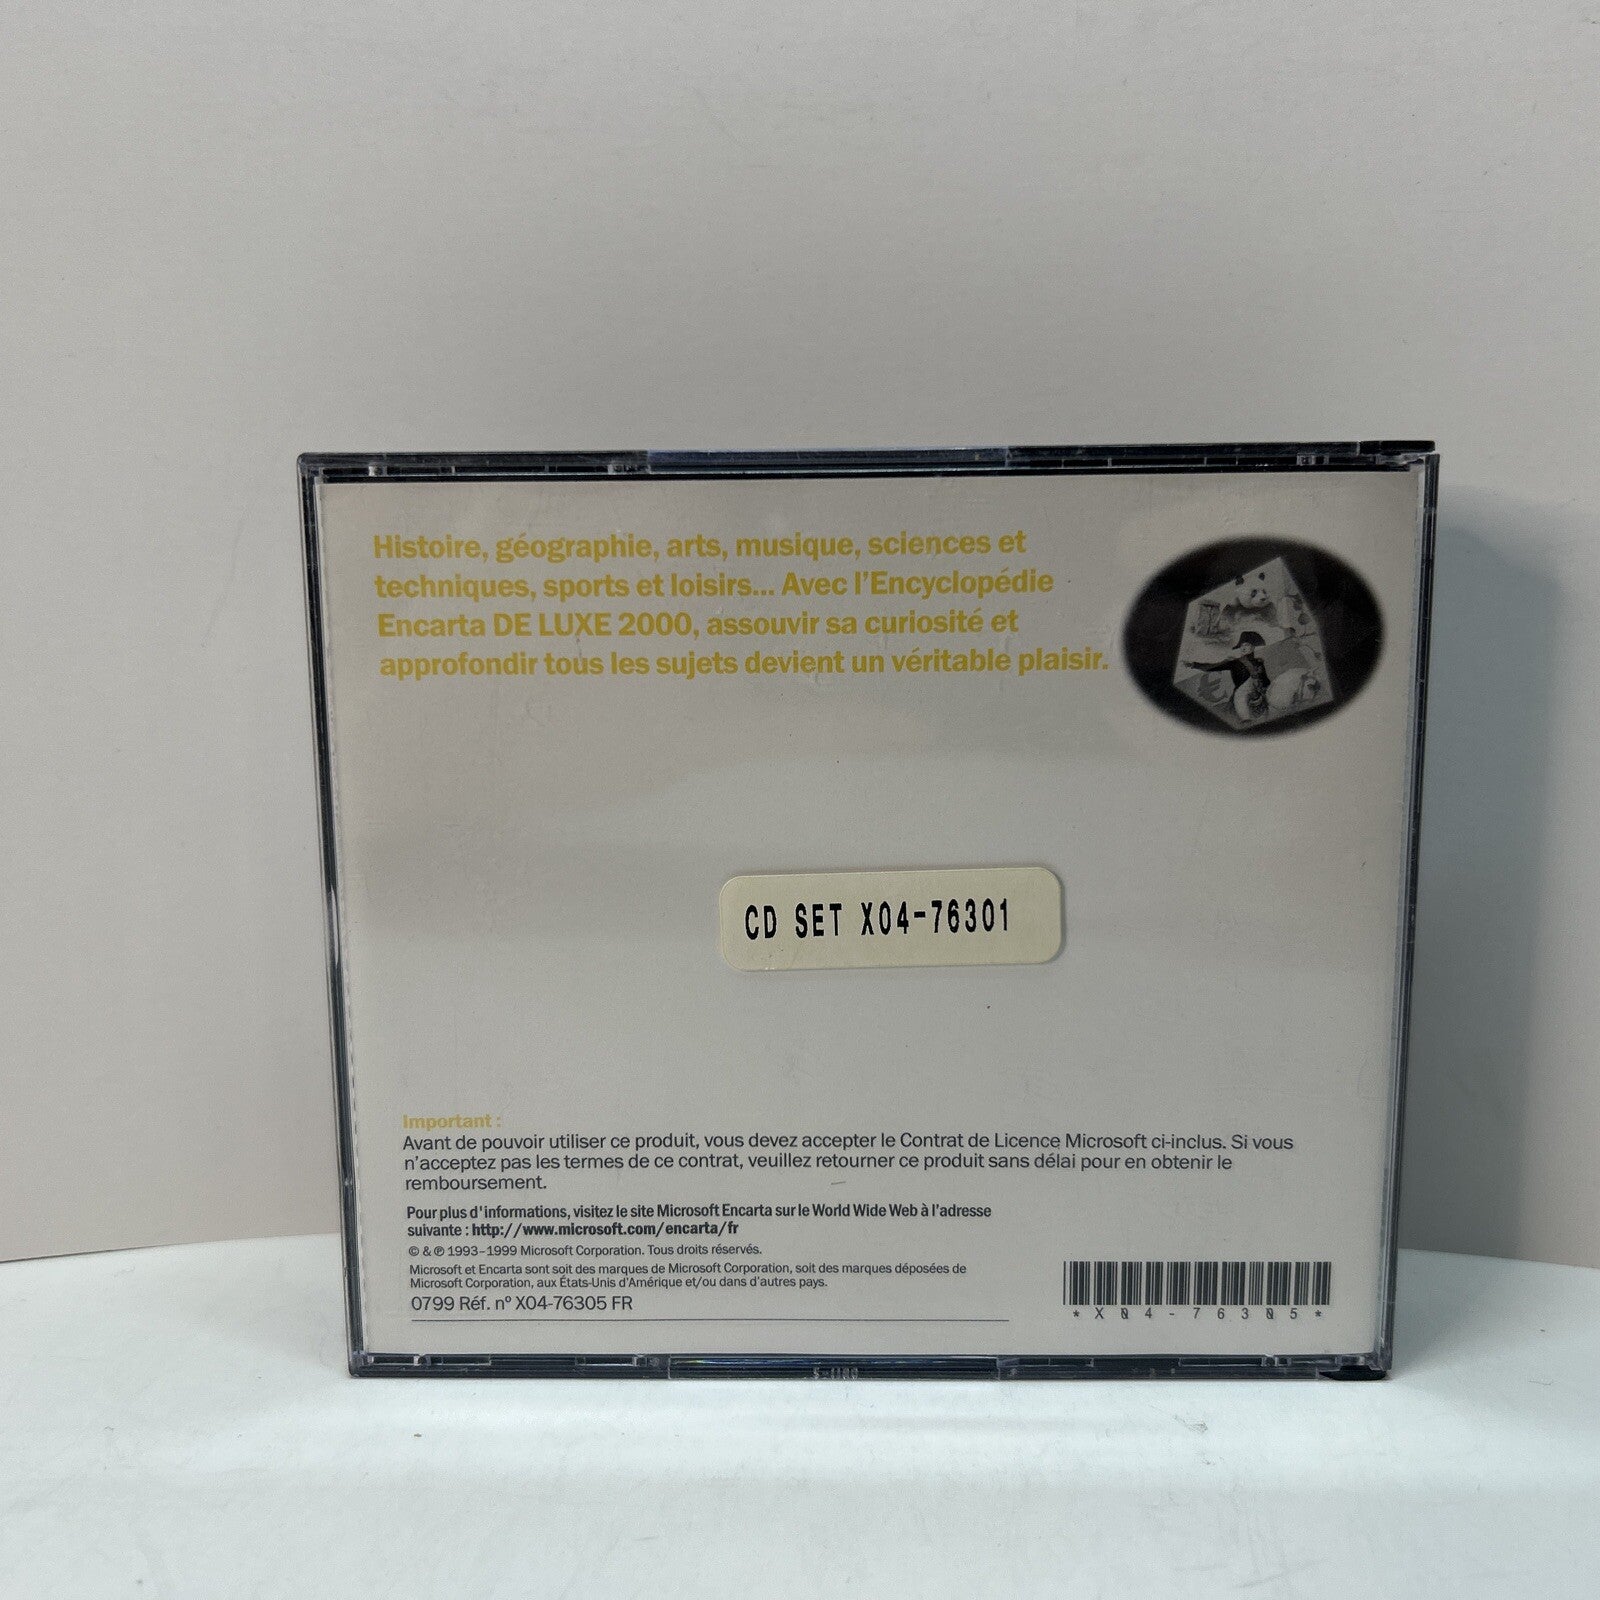 Histoire, géographie, arts, musique, sciences et
techniques, sports et loisirs... Avec l'Encyclopédie
Encarta DE LUXE 2000, assouvir sa curiosité et
approfondir tous les sujets devient un véritable plaisir.
CD SET X04-76301
Important :
Avant de pouvoir utiliser ce produit, vous devez accepter le Contrat de Licence Microsoft ci-inclus. Si vous
n'acceptez pas les termes de ce contrat, veuillez retourner ce produit sans délai pour en obtenir le
remboursement.
Pour plus d'informations, visitez le site Microsoft Encarta sur le World Wide Web à l'adresse
suivante : http://www.microsoft.com/encarta/fr
© & ℗ 1993–1999 Microsoft Corporation. Tous droits réservés.
Microsoft et Encarta sont soit des marques de Microsoft Corporation, soit des marques déposées de
Microsoft Corporation, aux États-Unis d'Amérique et/ou dans d'autres pays.
0799 Réf. nº X04-76305 FR
*X04-76305*